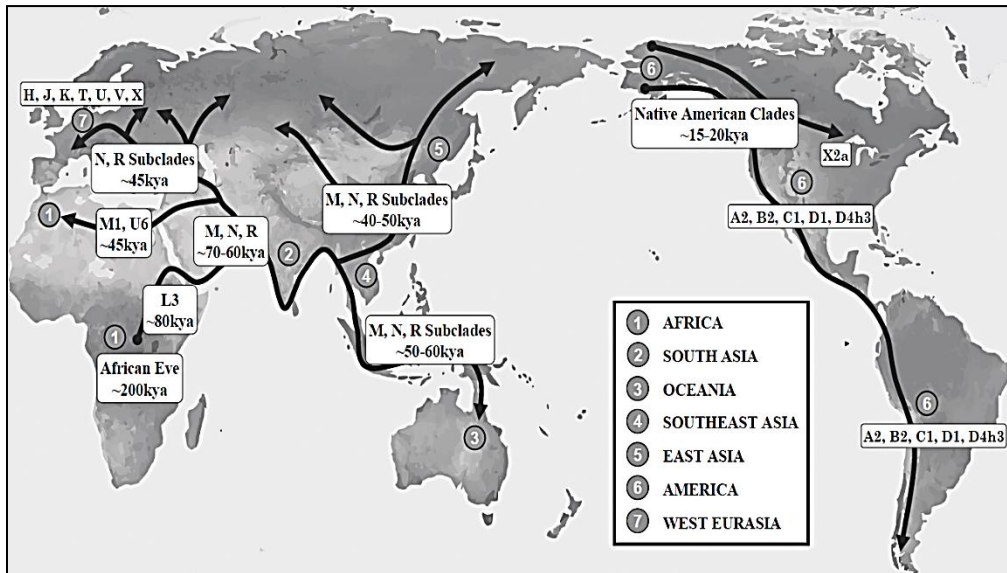 H, J, K, T, U, V, X
7
N, R Subclades
~45kya
1
M1, U6
~45kya
M, N, R
~70-60kya
L3
~80kya
1
African Eve
~200kya
2
M, N, R Subclades
~40-50kya
5
4
M, N, R Subclades
~50-60kya
3
6
Native American Clades
~15-20kya
X2a
6
A2, B2, C1, D1, D4h3
6
A2, B2, C1, D1, D4h3
1 AFRICA
2 SOUTH ASIA
3 OCEANIA
4 SOUTHEAST ASIA
5 EAST ASIA
6 AMERICA
7 WEST EURASIA